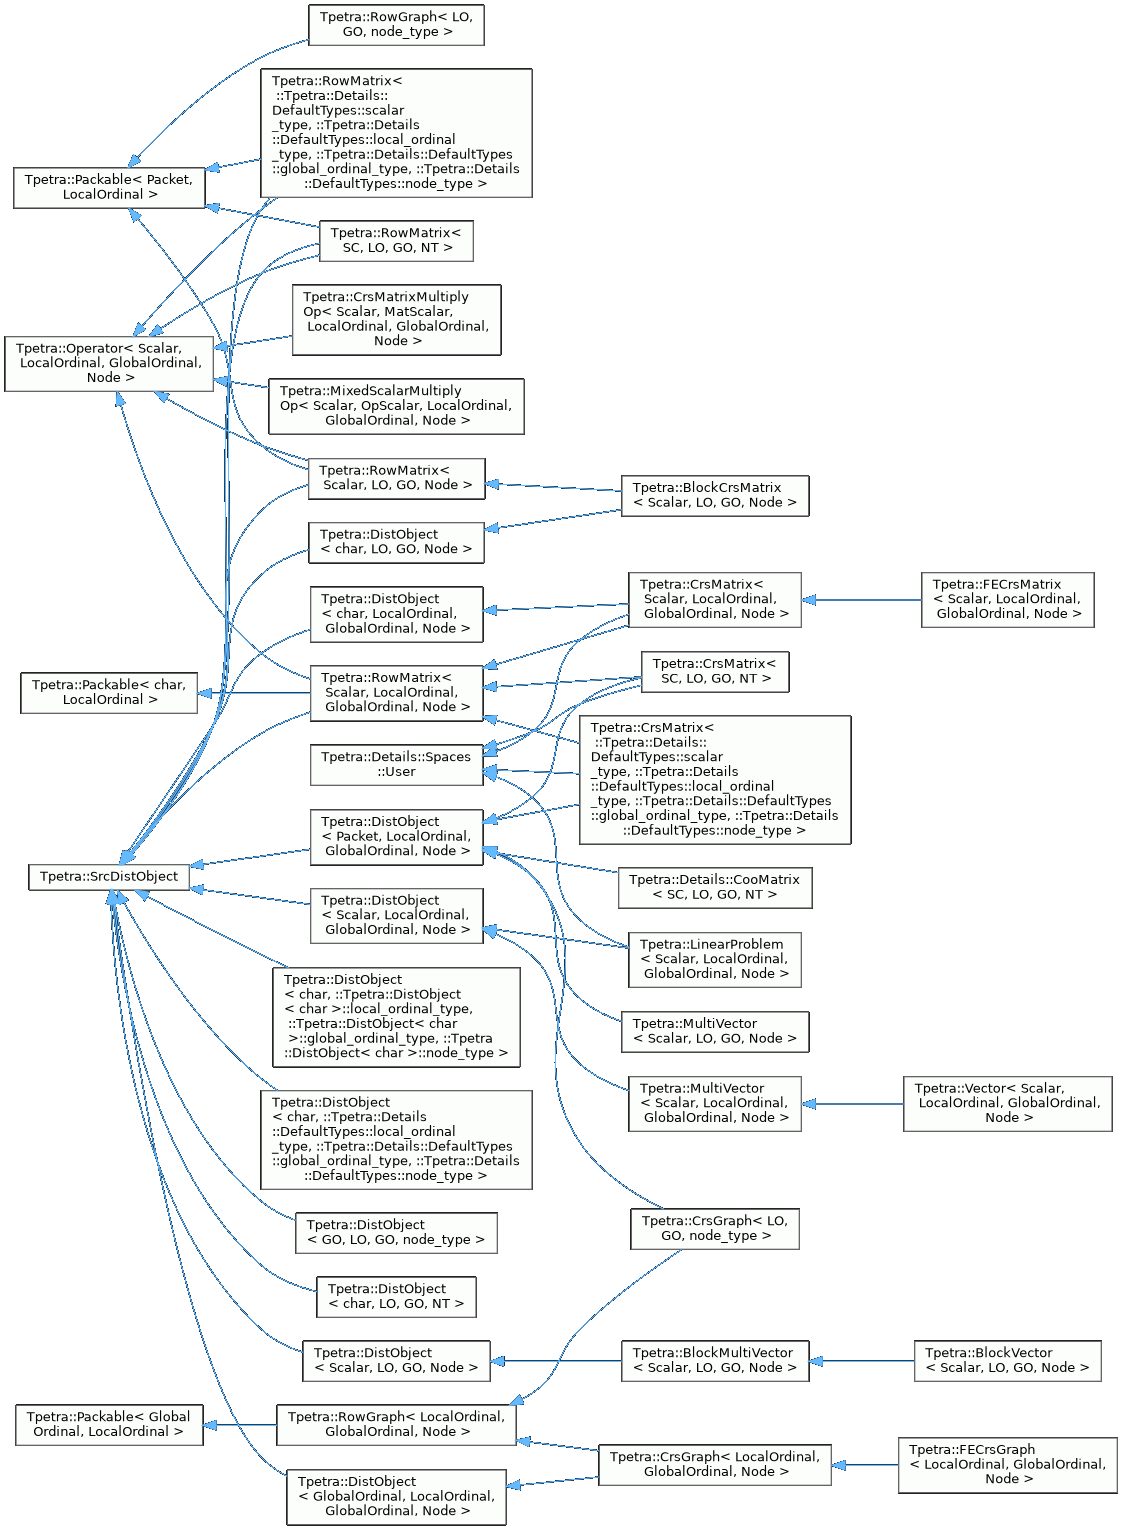 Tpetra::RowGraph< LO,
GO, node_type >
Tpetra::RowMatrix<
::Tpetra::Details::
DefaultTypes::scalar
_type, ::Tpetra::Details
::DefaultTypes::local_ordinal
_type, ::Tpetra::Details::DefaultTypes
::global_ordinal_type, ::Tpetra::Details
::DefaultTypes::node_type >
Tpetra::Packable< Packet,
LocalOrdinal >
Tpetra::RowMatrix<
SC, LO, GO, NT >
Tpetra::CrsMatrixMultiply
Op< Scalar, MatScalar,
LocalOrdinal, GlobalOrdinal,
Node >
Tpetra::Operator< Scalar,
LocalOrdinal, GlobalOrdinal,
Node >
Tpetra::MixedScalarMultiply
Op< Scalar, OpScalar, LocalOrdinal,
GlobalOrdinal, Node >
Tpetra::RowMatrix<
Scalar, LO, GO, Node >
Tpetra::BlockCrsMatrix
< Scalar, LO, GO, Node >
Tpetra::DistObject
< char, LO, GO, Node >
Tpetra::DistObject
< char, LocalOrdinal,
GlobalOrdinal, Node >
Tpetra::CrsMatrix<
Scalar, LocalOrdinal,
GlobalOrdinal, Node >
Tpetra::FECrsMatrix
< Scalar, LocalOrdinal,
GlobalOrdinal, Node >
Tpetra::Packable< char,
LocalOrdinal >
Tpetra::RowMatrix<
Scalar, LocalOrdinal,
GlobalOrdinal, Node >
Tpetra::CrsMatrix<
SC, LO, GO, NT >
Tpetra::Details::Spaces
::User
Tpetra::CrsMatrix<
::Tpetra::Details::
DefaultTypes::scalar
_type, ::Tpetra::Details
::DefaultTypes::local_ordinal
_type, ::Tpetra::Details::DefaultTypes
::global_ordinal_type, ::Tpetra::Details
::DefaultTypes::node_type >
Tpetra::DistObject
< Packet, LocalOrdinal,
GlobalOrdinal, Node >
Tpetra::SrcDistObject
Tpetra::Details::CooMatrix
< SC, LO, GO, NT >
Tpetra::DistObject
< Scalar, LocalOrdinal,
GlobalOrdinal, Node >
Tpetra::LinearProblem
< Scalar, LocalOrdinal,
GlobalOrdinal, Node >
Tpetra::DistObject
< char, ::Tpetra::DistObject
< char >::local_ordinal_type,
::Tpetra::DistObject< char
>::global_ordinal_type, ::Tpetra
::DistObject< char >::node_type >
Tpetra::MultiVector
< Scalar, LO, GO, Node >
Tpetra::MultiVector
< Scalar, LocalOrdinal,
GlobalOrdinal, Node >
Tpetra::Vector< Scalar,
LocalOrdinal, GlobalOrdinal,
Node >
Tpetra::DistObject
< char, ::Tpetra::Details
::DefaultTypes::local_ordinal
_type, ::Tpetra::Details::DefaultTypes
::global_ordinal_type, ::Tpetra::Details
::DefaultTypes::node_type >
Tpetra::DistObject
< GO, LO, GO, node_type >
Tpetra::CrsGraph< LO,
GO, node_type >
Tpetra::DistObject
< char, LO, GO, NT >
Tpetra::DistObject
< Scalar, LO, GO, Node >
Tpetra::BlockMultiVector
< Scalar, LO, GO, Node >
Tpetra::BlockVector
< Scalar, LO, GO, Node >
Tpetra::Packable< Global
Ordinal, LocalOrdinal >
Tpetra::RowGraph< LocalOrdinal,
GlobalOrdinal, Node >
Tpetra::CrsGraph< LocalOrdinal,
GlobalOrdinal, Node >
Tpetra::FECrsGraph
< LocalOrdinal, GlobalOrdinal,
Node >
Tpetra::DistObject
< GlobalOrdinal, LocalOrdinal,
GlobalOrdinal, Node >